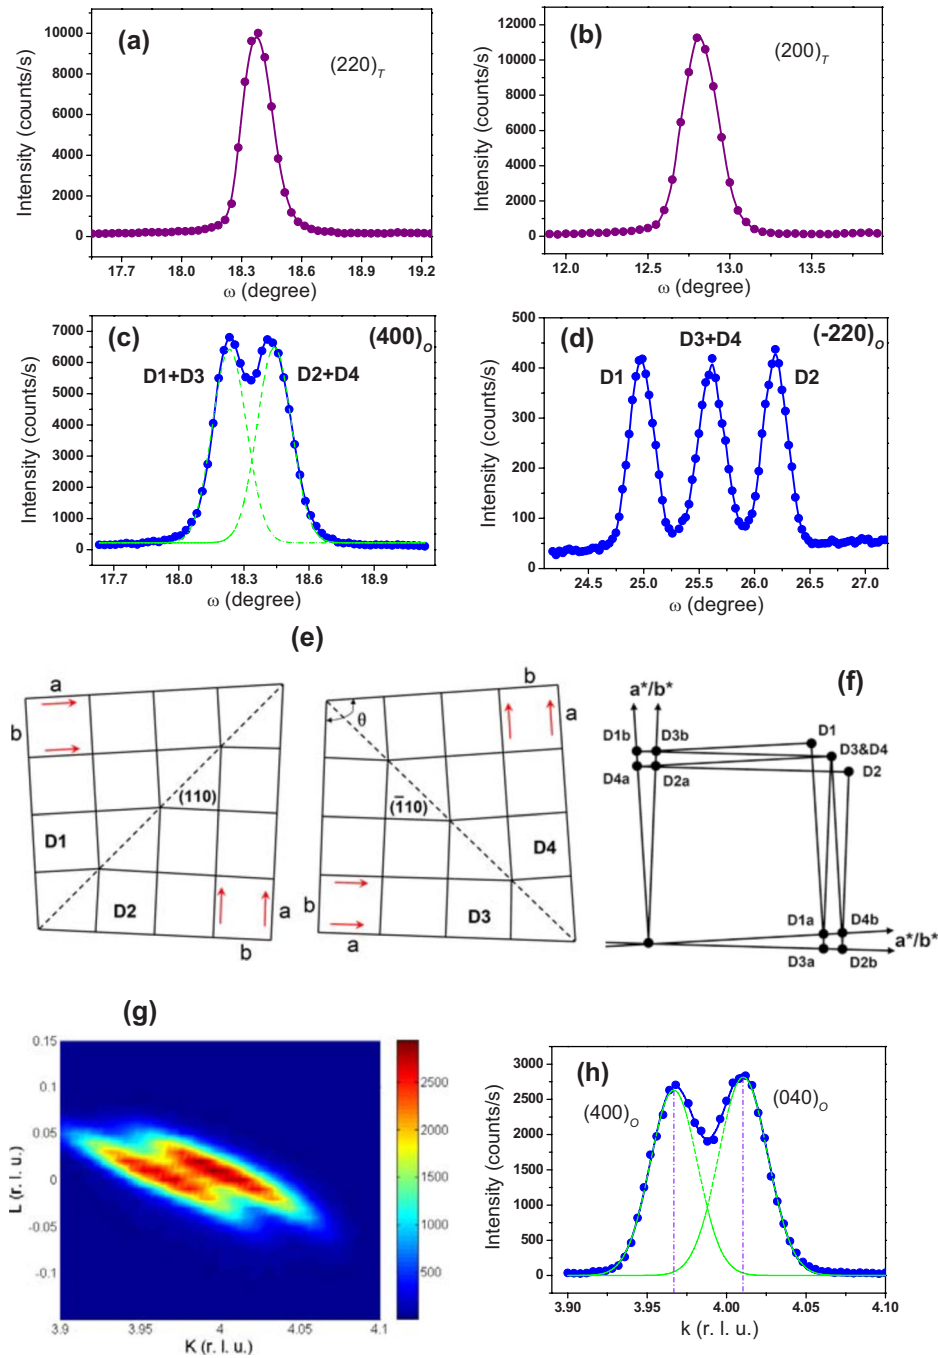 (a)
(220)T
Intensity (counts/s)
10000
8000
6000
4000
2000
0
17.7 18.0 18.3 18.6 18.9 19.2
ω (degree)
(b)
(200)T
Intensity (counts/s)
12000
10000
8000
6000
4000
2000
0
12.0 12.5 13.0 13.5
ω (degree)
(c)
(400)O
D1+D3
D2+D4
Intensity (counts/s)
7000
6000
5000
4000
3000
2000
1000
0
17.7 18.0 18.3 18.6 18.9
ω (degree)
(d)
(-220)O
D3+D4
D1
D2
Intensity (counts/s)
500
400
300
200
100
0
24.5 25.0 25.5 26.0 26.5 27.0
ω (degree)
(e)
a
b
(110)
D1
D2
a
b
b
a
θ
(1̅10)
D4
D3
b
a
(f)
a*/b*
D1b D3b
D1
D3&D4
D4a D2a
D2
D1a D4b
a*/b*
D3a D2b
(g)
L (r. l. u.)
0.15
0.1
0.05
0
-0.05
-0.1
3.9 3.95 4 4.05 4.1
K (r. l. u.)
2500
2000
1500
1000
500
(h)
(400)O
(040)O
Intensity (counts/s)
3000
2500
2000
1500
1000
500
0
3.90 3.95 4.00 4.05 4.10
k (r. l. u.)